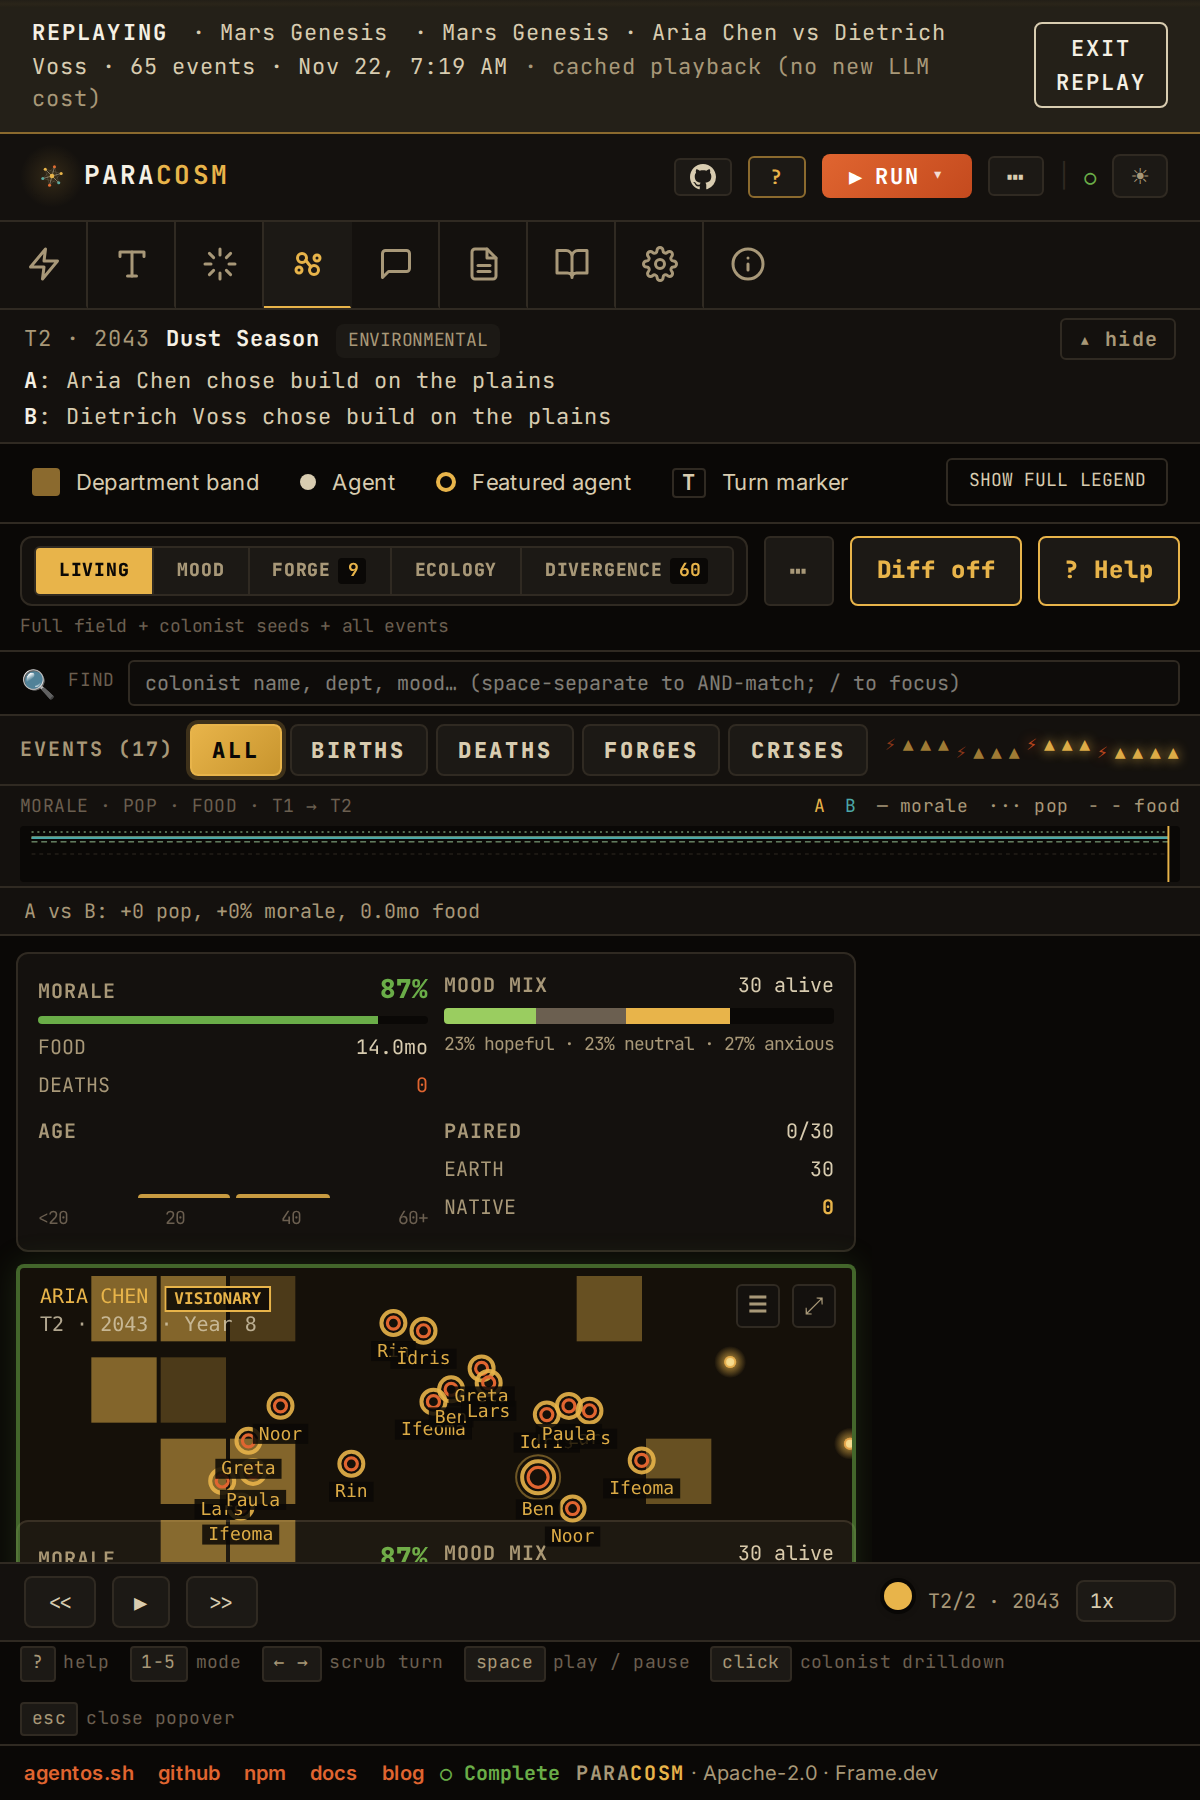 REPLAYING · Mars Genesis · Mars Genesis · Aria Chen vs Dietrich
Voss · 65 events · Nov 22, 7:19 AM · cached playback (no new LLM
cost)
EXIT
REPLAY
PARACOSM
?
▶ RUN ▾
⋯
T2 · 2043 Dust Season ENVIRONMENTAL
▴ hide
A: Aria Chen chose build on the plains
B: Dietrich Voss chose build on the plains
Department band
Agent
Featured agent
T Turn marker
SHOW FULL LEGEND
LIVING
MOOD
FORGE 9
ECOLOGY
DIVERGENCE 60
⋯
Diff off
? Help
Full field + colonist seeds + all events
FIND
colonist name, dept, mood… (space-separate to AND-match; / to focus)
EVENTS (17)
ALL
BIRTHS
DEATHS
FORGES
CRISES
MORALE · POP · FOOD · T1 → T2
A B — morale ··· pop - - food
A vs B: +0 pop, +0% morale, 0.0mo food
MORALE 87%
FOOD 14.0mo
DEATHS 0
MOOD MIX 30 alive
23% hopeful · 23% neutral · 27% anxious
AGE
<20 20 40 60+
PAIRED 0/30
EARTH 30
NATIVE 0
ARIA CHEN VISIONARY
T2 · 2043 · Year 8
Idris
Greta
Lars
Ben
Ifeoma
Noor
Paula
Greta
Rin
Ifeoma
Paula
Ben
Ifeoma
Noor
MORALE 87%
MOOD MIX 30 alive
<<
▶
>>
T2/2 · 2043
1x
? help
1-5 mode
← → scrub turn
space play / pause
click colonist drilldown
esc close popover
agentos.sh github npm docs blog ○ Complete PARACOSM · Apache-2.0 · Frame.dev